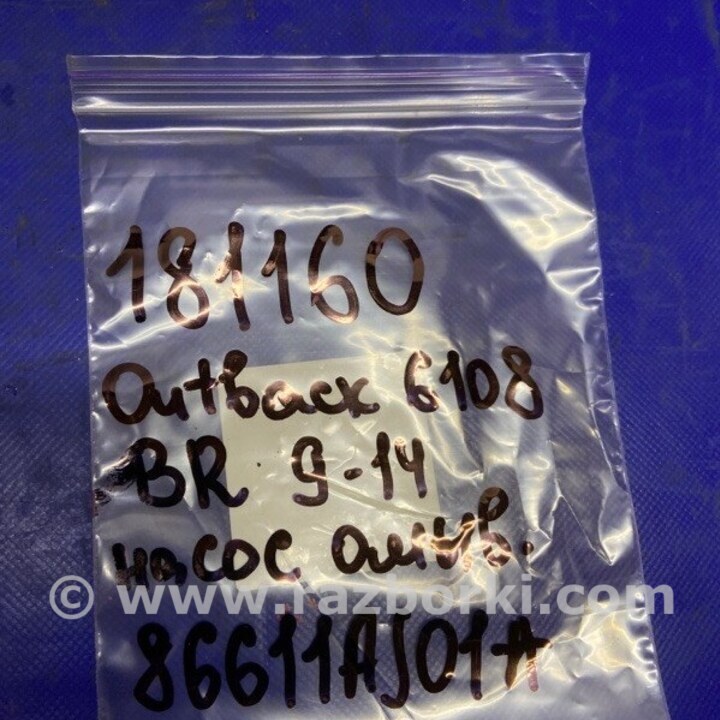 181160
Outback 6108
BR 9-14
насос омыв.
© www.razborki.com
86611AJ01A